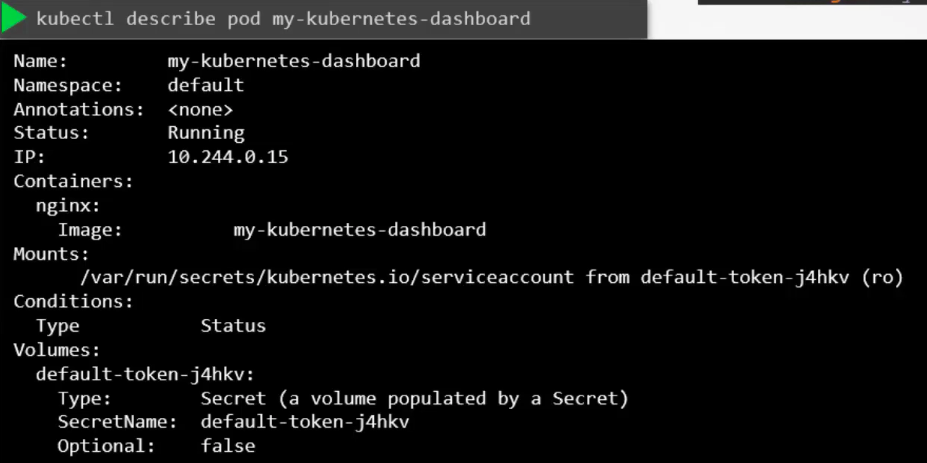 kubectl describe pod my-kubernetes-dashboard
Name: my-kubernetes-dashboard
Namespace: default
Annotations: <none>
Status: Running
IP: 10.244.0.15
Containers:
nginx:
Image: my-kubernetes-dashboard
Mounts:
/var/run/secrets/kubernetes.io/serviceaccount from default-token-j4hkv (ro)
Conditions:
Type Status
Volumes:
default-token-j4hkv:
Type: Secret (a volume populated by a Secret)
SecretName: default-token-j4hkv
Optional: false